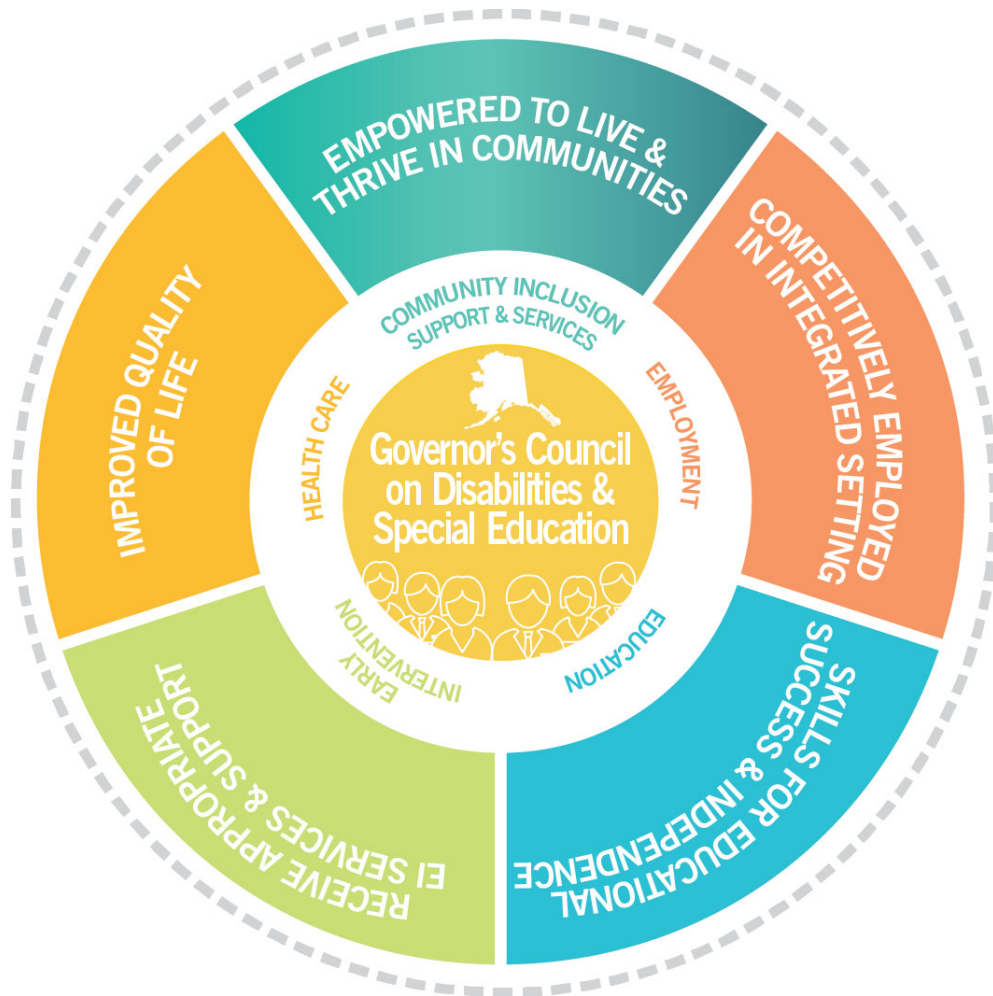 EMPOWERED TO LIVE &
THRIVE IN COMMUNITIES
COMPETITIVELY EMPLOYED
IN INTEGRATED SETTING
SKILLS FOR EDUCATIONAL
SUCCESS & INDEPENDENCE
RECEIVE APPROPRIATE
EI SERVICES & SUPPORT
IMPROVED QUALITY
OF LIFE
COMMUNITY INCLUSION
SUPPORT & SERVICES
EMPLOYMENT
EDUCATION
EARLY
INTERVENTION
HEALTH CARE
Governor's Council
on Disabilities &
Special Education